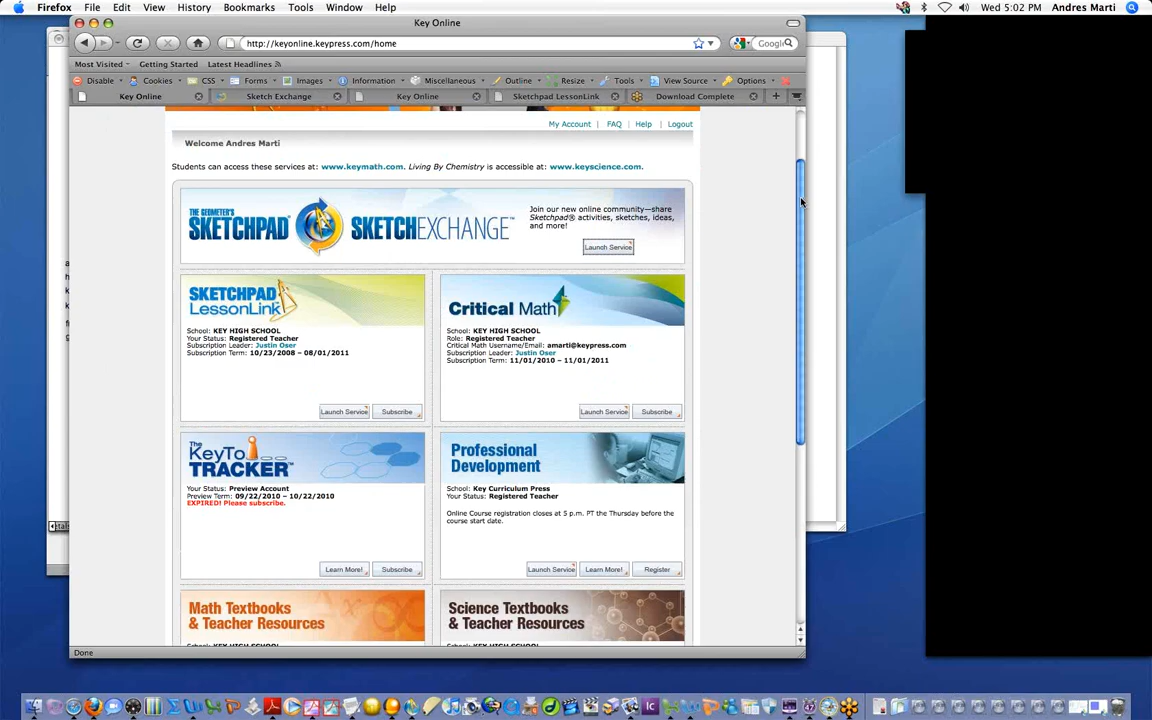 Firefox File Edit View History Bookmarks Tools Window Help Wed 5:02 PM Andres Marti
Key Online
http://keyonline.keypress.com/home Google
Most Visited Getting Started Latest Headlines
Disable Cookies CSS Forms Images Information Miscellaneous Outline Resize Tools View Source Options
Key Online Sketch Exchange Key Online Sketchpad LessonLink Download Complete
My Account | FAQ | Help | Logout
Welcome Andres Marti
Students can access these services at: www.keymath.com. Living By Chemistry is accessible at: www.keyscience.com.
THE GEOMETER'S
SKETCHPAD® SKETCHEXCHANGE™
Join our new online community—share
Sketchpad® activities, sketches, ideas,
and more!
Launch Service
SKETCHPAD
LessonLink
School: KEY HIGH SCHOOL
Your Status: Registered Teacher
Subscription Leader: Justin Oser
Subscription Term: 10/23/2008 – 08/01/2011
Launch Service Subscribe
Critical Math
School: KEY HIGH SCHOOL
Role: Registered Teacher
Critical Math Username/Email: amarti@keypress.com
Subscription Leader: Justin Oser
Subscription Term: 11/01/2010 – 11/01/2011
Launch Service Subscribe
The
KeyTo
TRACKER™
Your Status: Preview Account
Preview Term: 09/22/2010 – 10/22/2010
EXPIRED! Please subscribe.
Learn More! Subscribe
Professional
Development
School: Key Curriculum Press
Your Status: Registered Teacher
Online Course registration closes at 5 p.m. PT the Thursday before the
course start date.
Launch Service Learn More! Register
Math Textbooks
& Teacher Resources
Science Textbooks
& Teacher Resources
Done